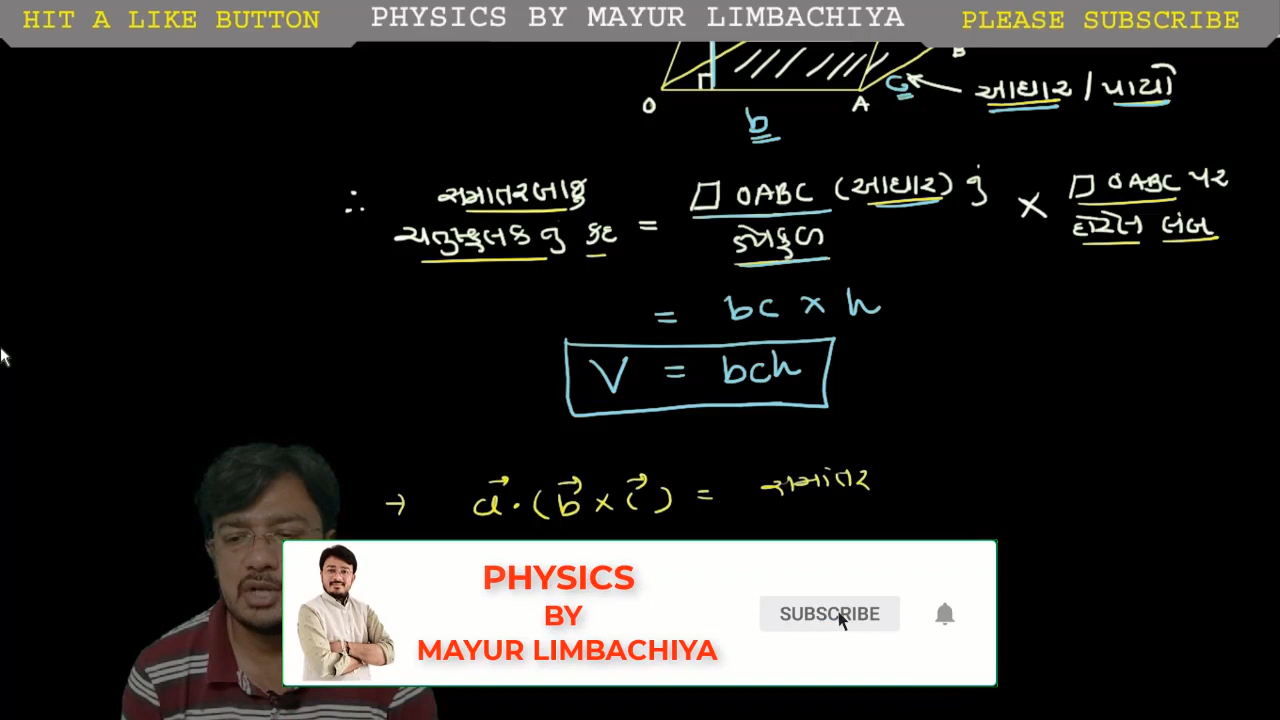 HIT A LIKE BUTTON
PHYSICS BY MAYUR LIMBACHIYA
PLEASE SUBSCRIBE
B
O
A
c
આધાર / પાયો
b
∴ સમાંતરબાજુ ચતુષ્ફલક નું કદ = □ OABC (આધાર) નું ક્ષેત્રફળ × □ OABC પર દોરેલ લંબ
= bc × h
V = bch
→ a⃗ · (b⃗ × c⃗) = સમાંતર
PHYSICS
BY
MAYUR LIMBACHIYA
SUBSCRIBE